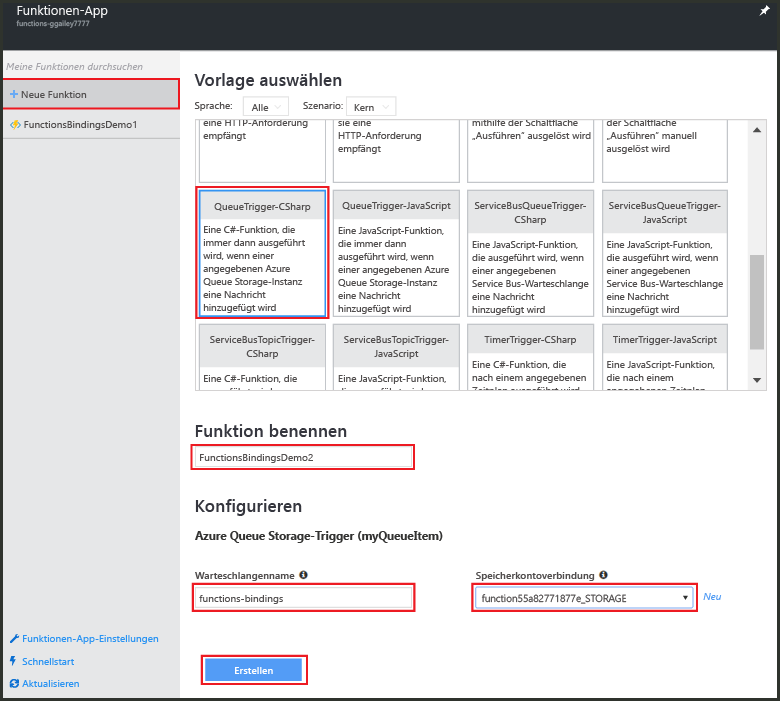 Funktionen-App
functions-ggailey7777
Meine Funktionen durchsuchen
+ Neue Funktion
FunctionsBindingsDemo1
Vorlage auswählen
Sprache: Alle Szenario: Kern
eine HTTP-Anforderung
empfängt
sie eine
HTTP-Anforderung
empfängt
mithilfe der Schaltfläche
„Ausführen“ ausgelöst wird
der Schaltfläche
„Ausführen“ manuell
ausgelöst wird
QueueTrigger-CSharp
Eine C#-Funktion, die
immer dann ausgeführt
wird, wenn einer
angegebenen Azure
Queue Storage-Instanz
eine Nachricht
hinzugefügt wird
QueueTrigger-JavaScript
Eine JavaScript-Funktion,
die immer dann
ausgeführt wird, wenn
einer angegebenen Azure
Queue Storage-Instanz
eine Nachricht
hinzugefügt wird
ServiceBusQueueTrigger-
CSharp
Eine JavaScript-Funktion,
die ausgeführt wird, wenn
einer angegebenen
Service Bus-Warteschlange
eine Nachricht
hinzugefügt wird
ServiceBusQueueTrigger-
JavaScript
Eine JavaScript-Funktion,
die ausgeführt wird, wenn
einer angegebenen
Service Bus-Warteschlange
eine Nachricht
hinzugefügt wird
ServiceBusTopicTrigger-
CSharp
Eine C#-Funktion, die
ServiceBusTopicTrigger-
JavaScript
Eine JavaScript-Funktion,
TimerTrigger-CSharp
Eine C#-Funktion, die
nach einem angegebenen
Zeitplan ausgeführt wird
TimerTrigger-JavaScript
Eine JavaScript-Funktion,
die nach einem
angegebenen Zeitplan
Funktion benennen
FunctionsBindingsDemo2
Konfigurieren
Azure Queue Storage-Trigger (myQueueItem)
Warteschlangenname
functions-bindings
Speicherkontoverbindung
function55a82771877e_STORAGE
Neu
Erstellen
Funktionen-App-Einstellungen
Schnellstart
Aktualisieren